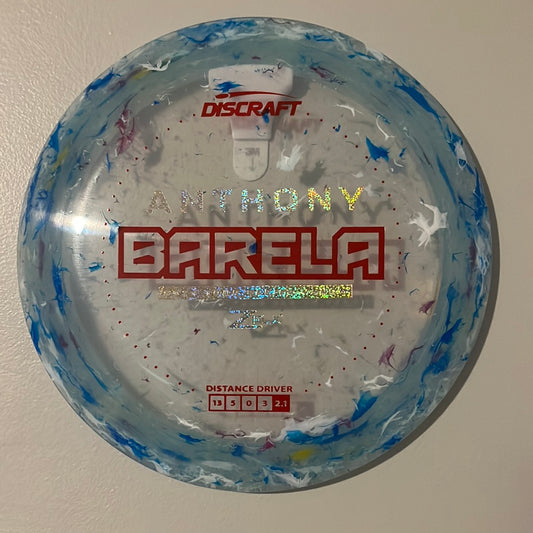 DISCRAFT
ANTHONY
BARELA
DISTANCE DRIVER
13 5 0 3 2.1